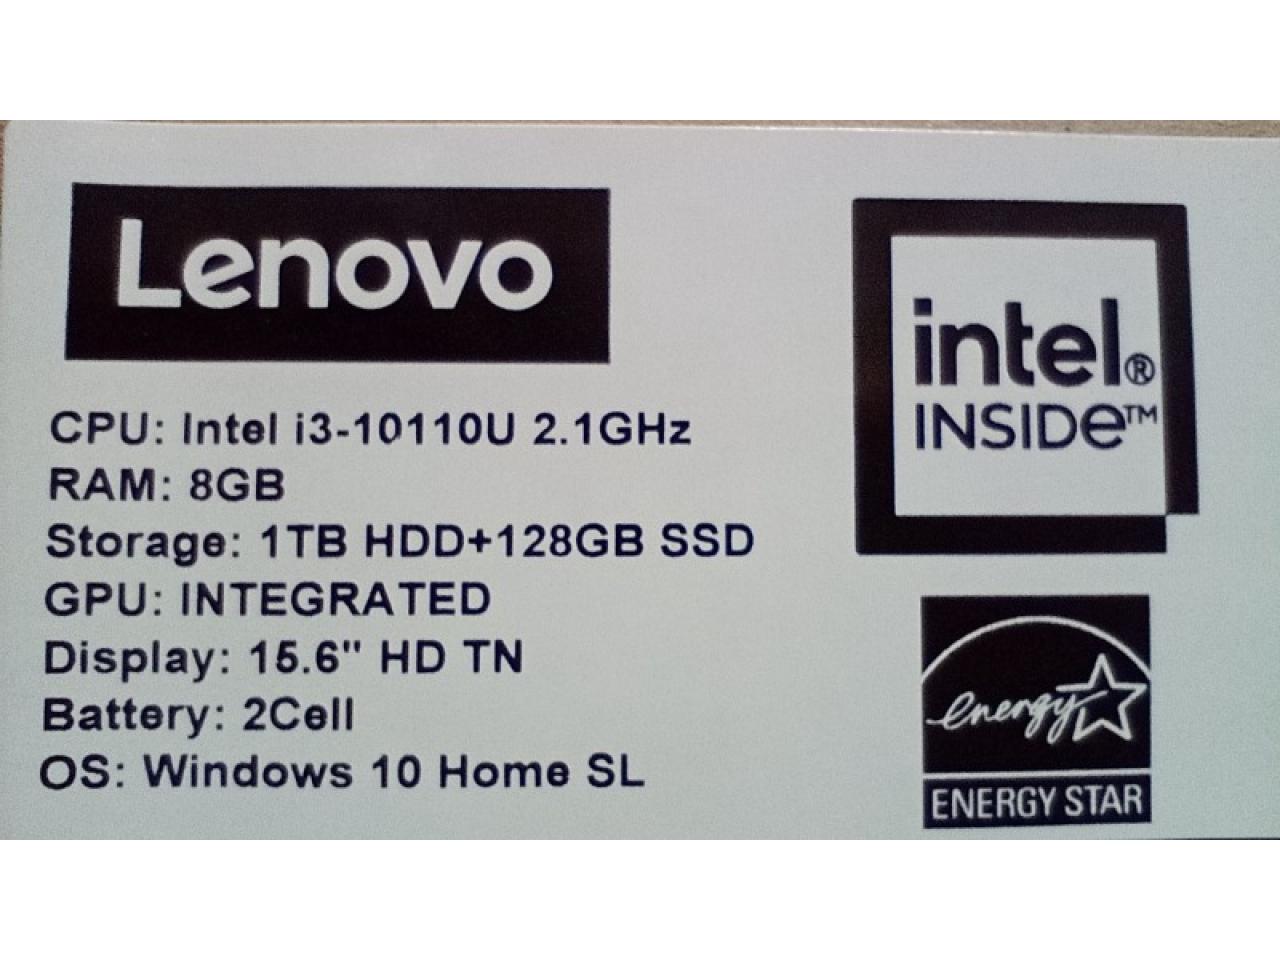 Lenovo
CPU: Intel i3-10110U 2.1GHz
RAM: 8GB
Storage: 1TB HDD+128GB SSD
GPU: INTEGRATED
Display: 15.6" HD TN
Battery: 2Cell
OS: Windows 10 Home SL
intel®
INSIDe™
energy
ENERGY STAR